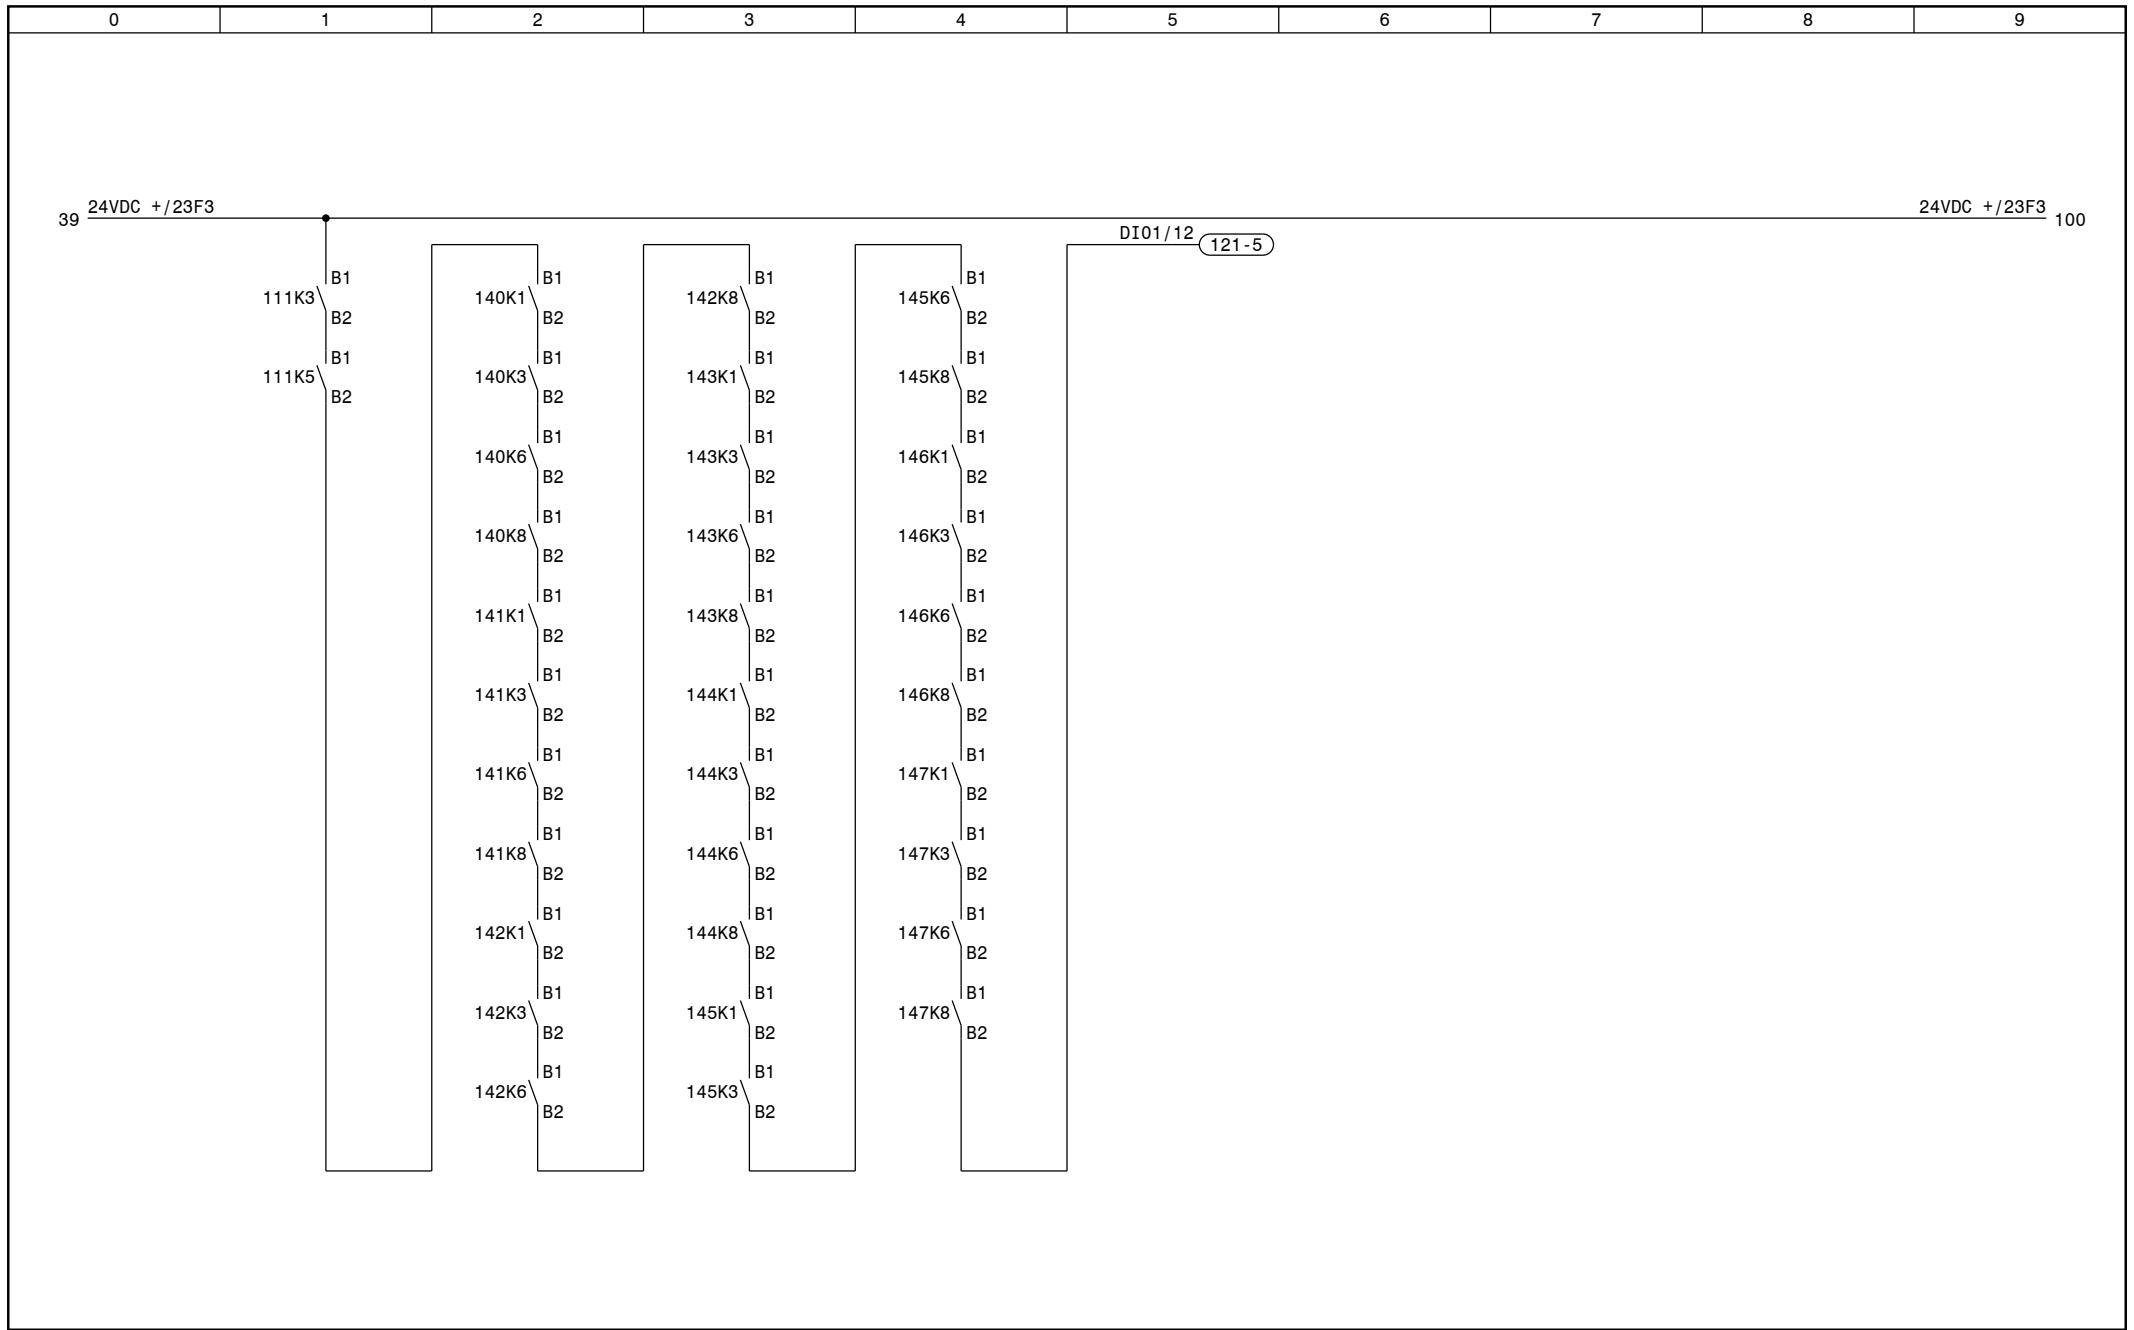 0 1 2 3 4 5 6 7 8 9
39 24VDC +/23F3 24VDC +/23F3 100
DI01/12 121-5
B1 B1 B1 B1
111K3 140K1 142K8 145K6
B2 B2 B2 B2
B1 B1 B1 B1
111K5 140K3 143K1 145K8
B2 B2 B2 B2
B1 B1 B1
140K6 143K3 146K1
B2 B2 B2
B1 B1 B1
140K8 143K6 146K3
B2 B2 B2
B1 B1 B1
141K1 143K8 146K6
B2 B2 B2
B1 B1 B1
141K3 144K1 146K8
B2 B2 B2
B1 B1 B1
141K6 144K3 147K1
B2 B2 B2
B1 B1 B1
141K8 144K6 147K3
B2 B2 B2
B1 B1 B1
142K1 144K8 147K6
B2 B2 B2
B1 B1 B1
142K3 145K1 147K8
B2 B2 B2
B1 B1
142K6 145K3
B2 B2